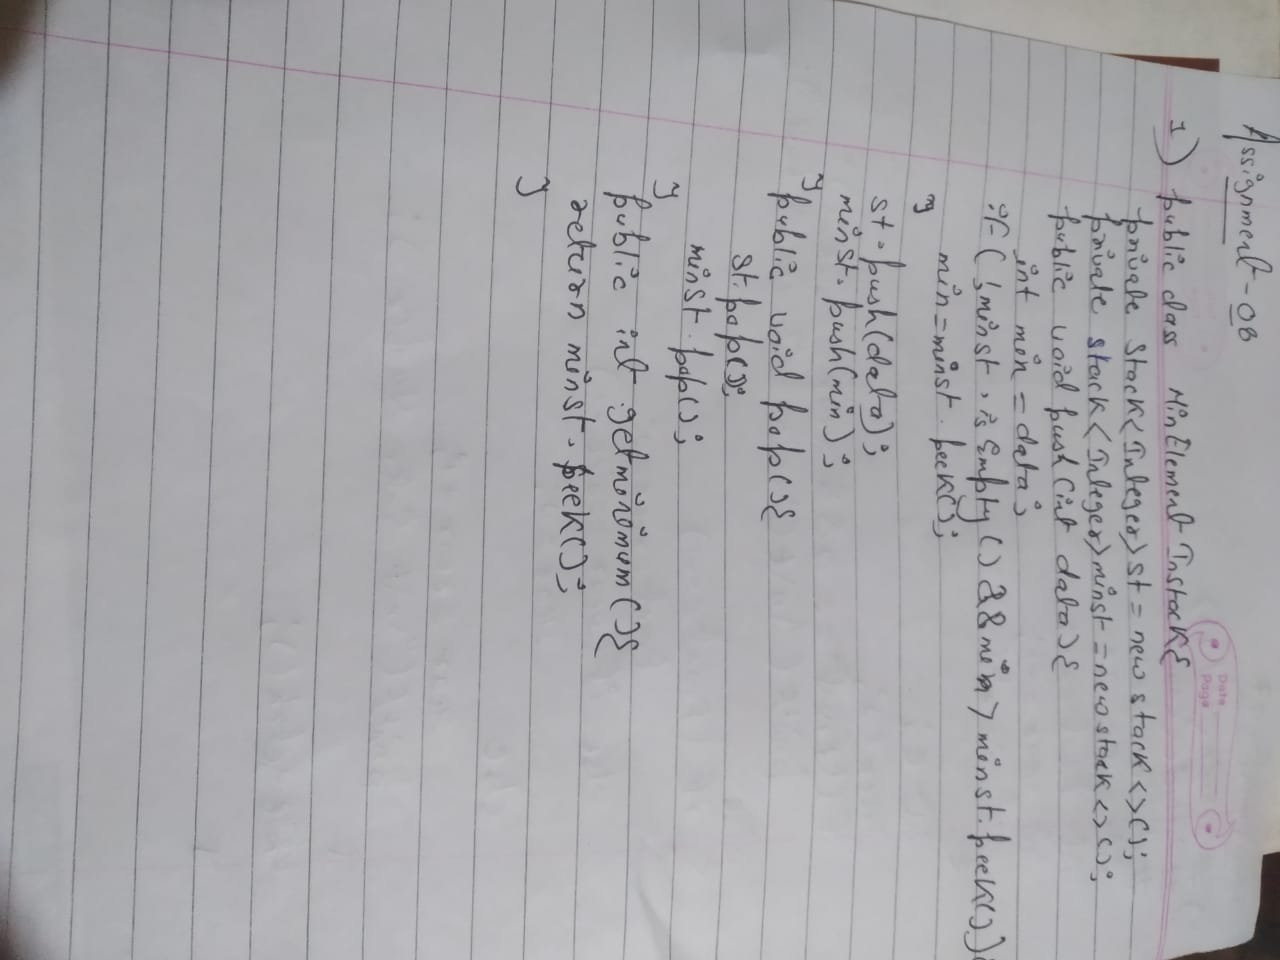 Assignment-08
Date
Page
1) public class MinElementInstack{
private Stack<Integer>st = new stack<>();
private stack<Integer>minst = new stack<>();
public void push(int data){
int min = data;
if(!minst.isEmpty() && min > minst.peek()){
min = minst.peek();
}
st.push(data);
minst.push(min);
}
public void pop(){
st.pop();
minst.pop();
}
public int getminimum(){
return minst.peek();
}